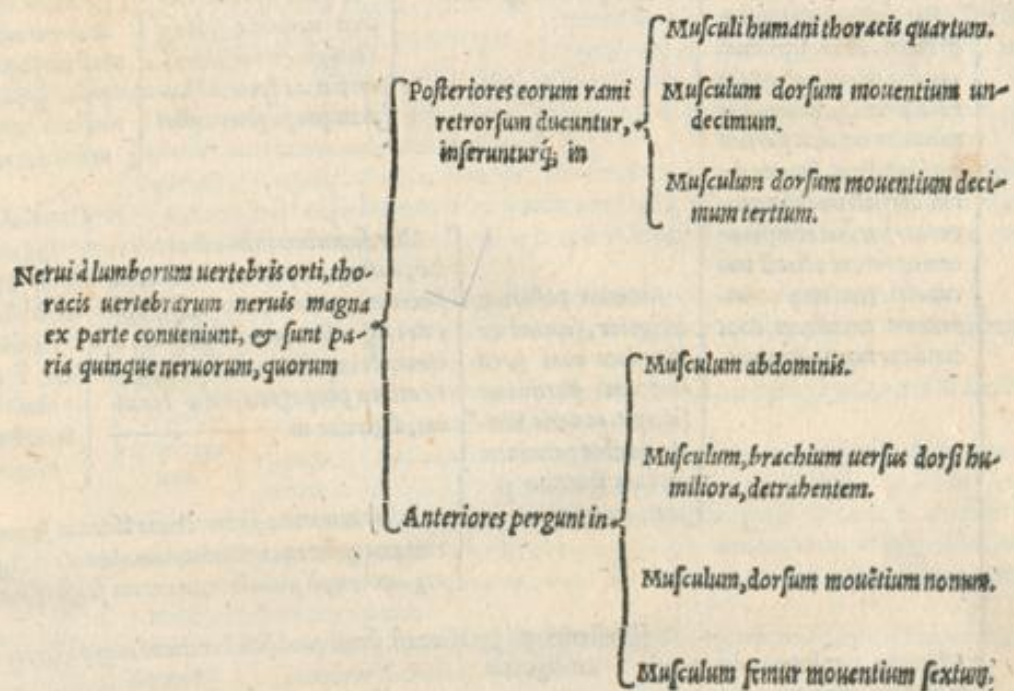 Nerui à lumborum uertebris orti, tho-
racis uertebrarum neruis magna
ex parte conueniunt, & sunt pa-
ria quinque neruorum, quorum
Posteriores eorum rami
retrorsum ducuntur,
inserunturq́; in
Musculi humani thoracis quartum.
Musculum dorsum mouentium un-
decimum.
Musculum dorsum mouentium deci-
mum tertium.
Anteriores pergunt in
Musculum abdominis.
Musculum, brachium uersus dorsi hu-
miliora, detrahentem.
Musculum, dorsum mouẽtium nonum.
Musculum femur mouentium sextum.